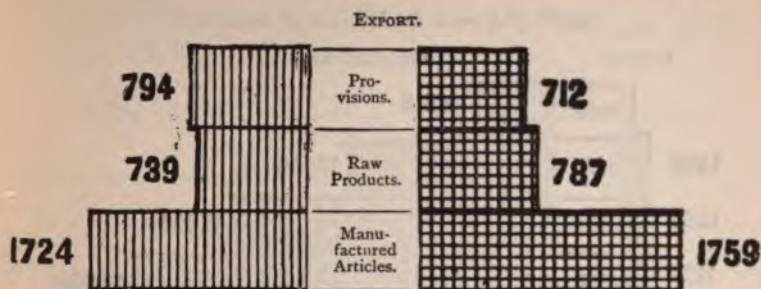 EXPORT.
794
Pro-
visions.
712
739
Raw
Products.
787
1724
Manu-
factured
Articles.
1759